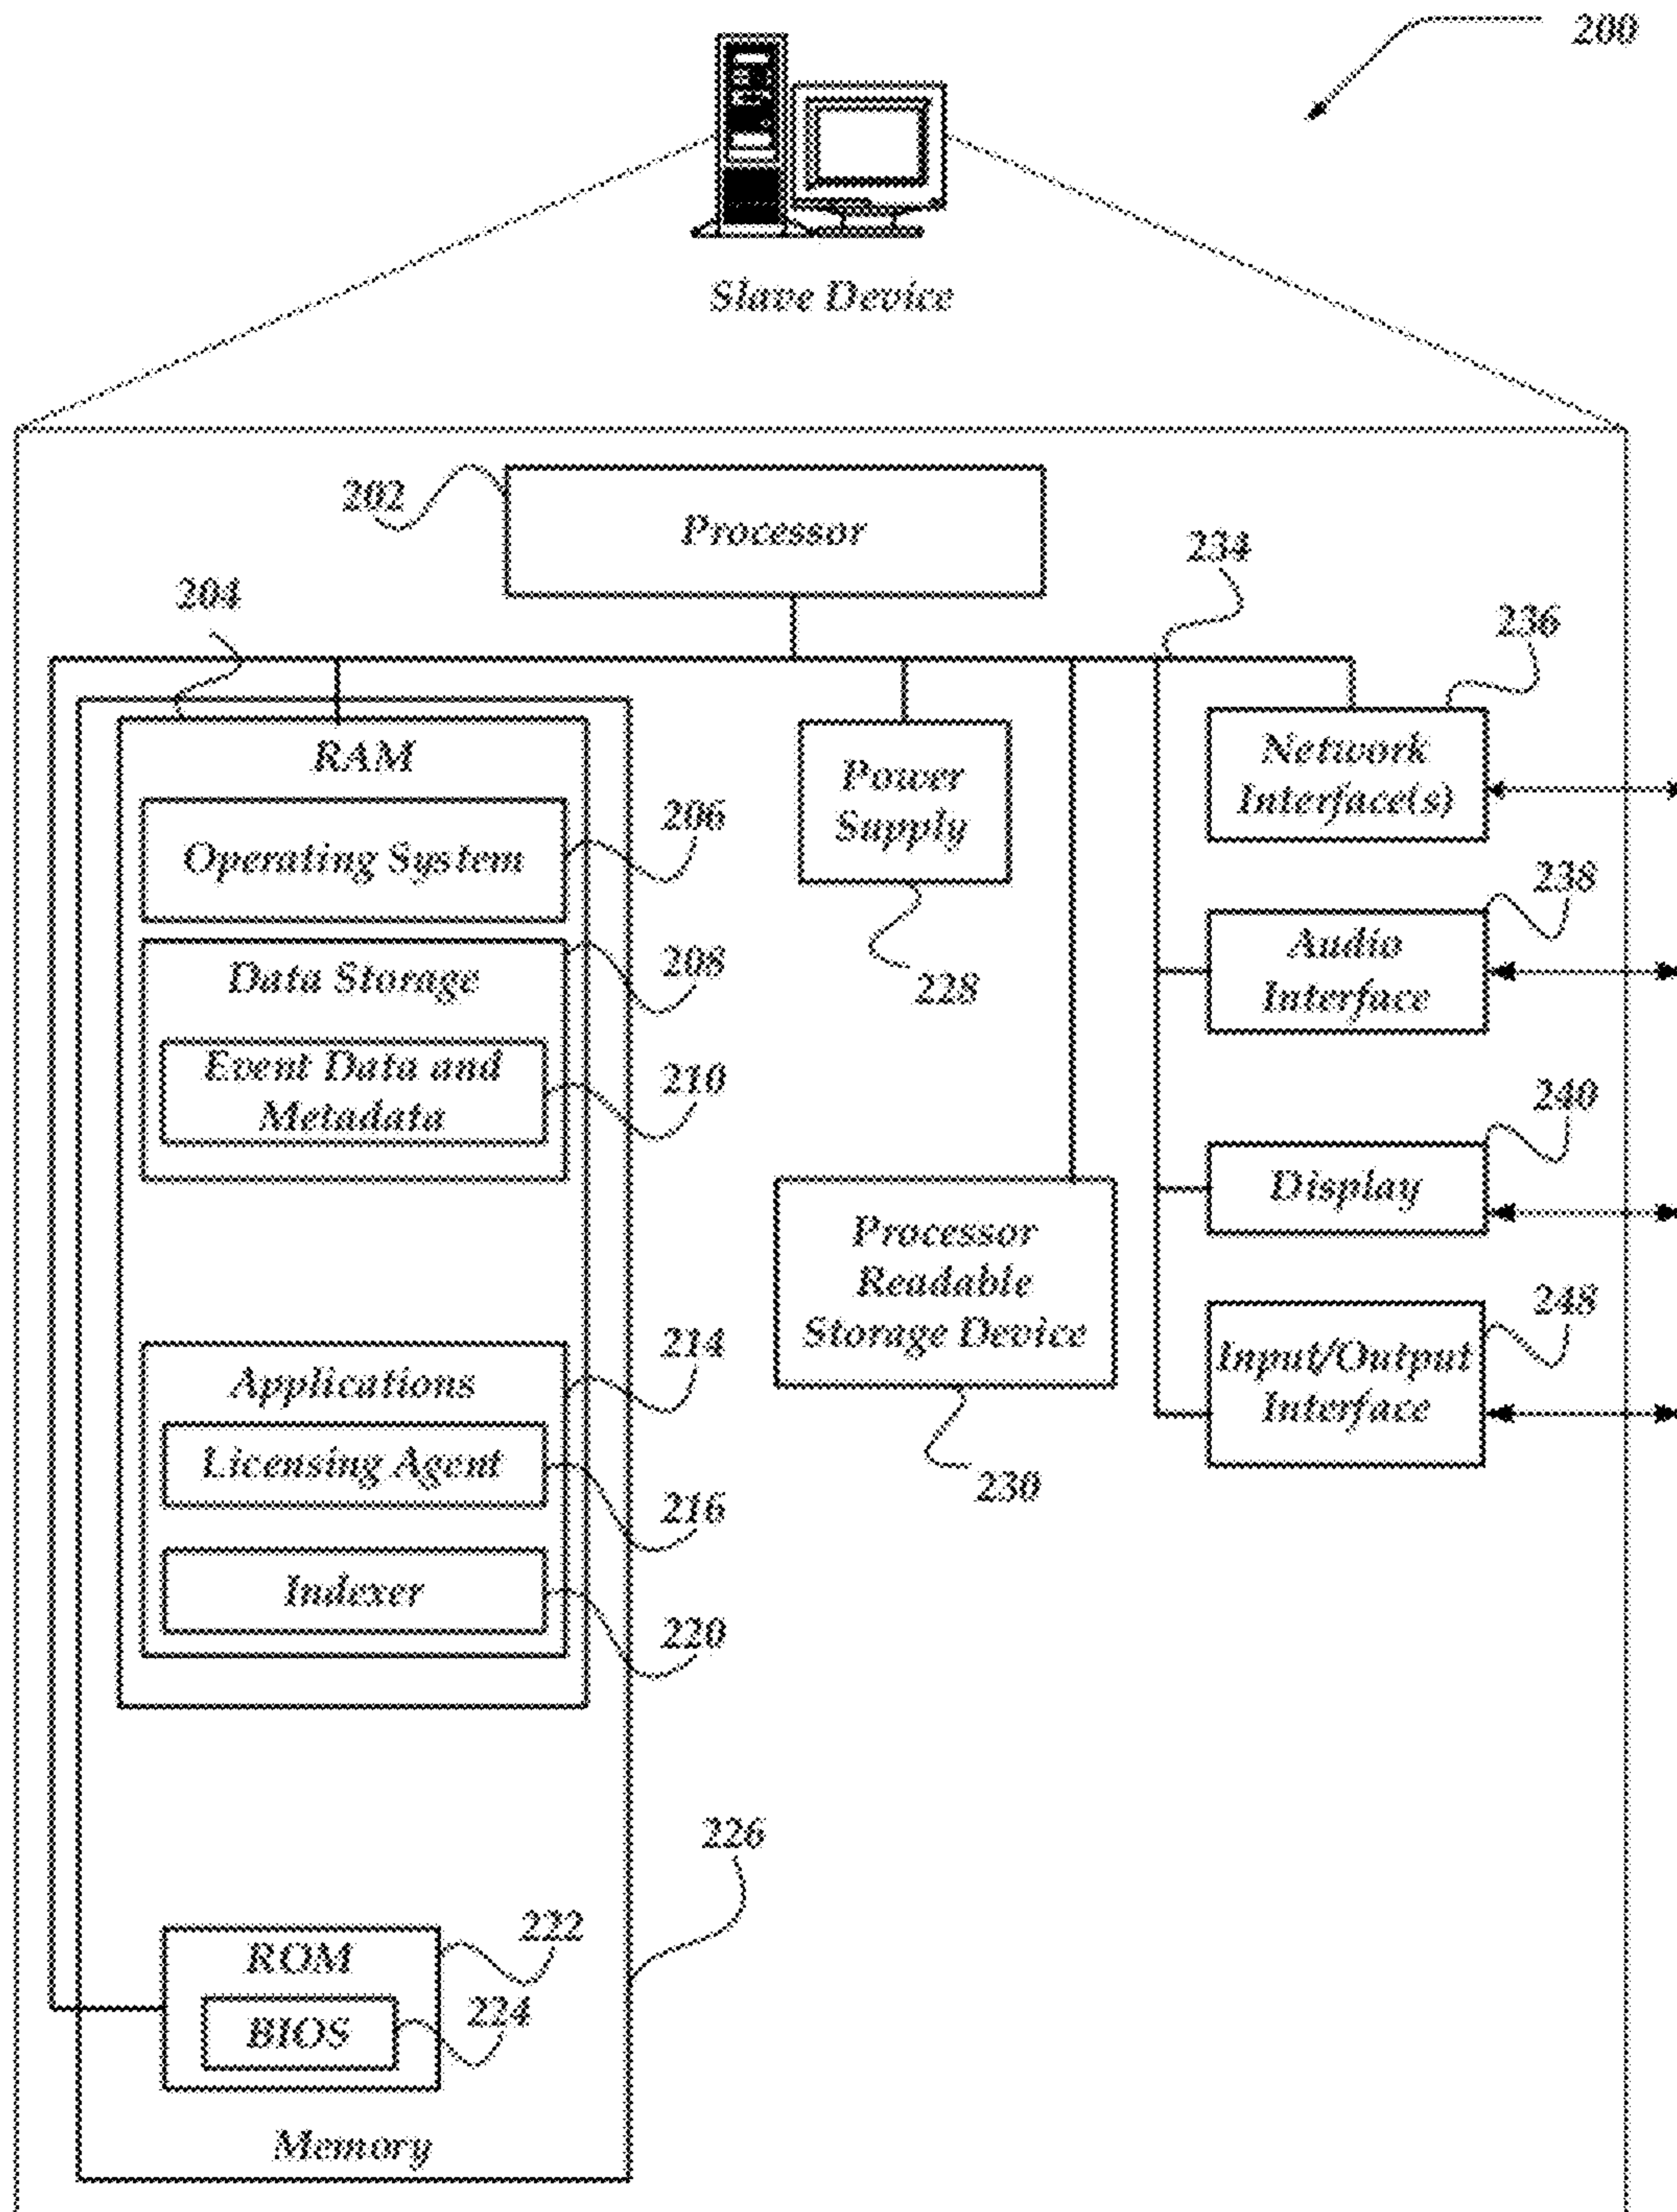 200
Slave Device
202
Processor
234
204
236
RAM
Network
Interface(s)
Power
Supply
206
Operating System
238
Audio
Interface
208
Data Storage
228
210
Event Data and
Metadata
240
Display
Processor
Readable
Storage Device
248
Input/Output
Interface
214
Applications
Licensing Agent
230
216
Indexer
220
226
222
ROM
224
BIOS
Memory